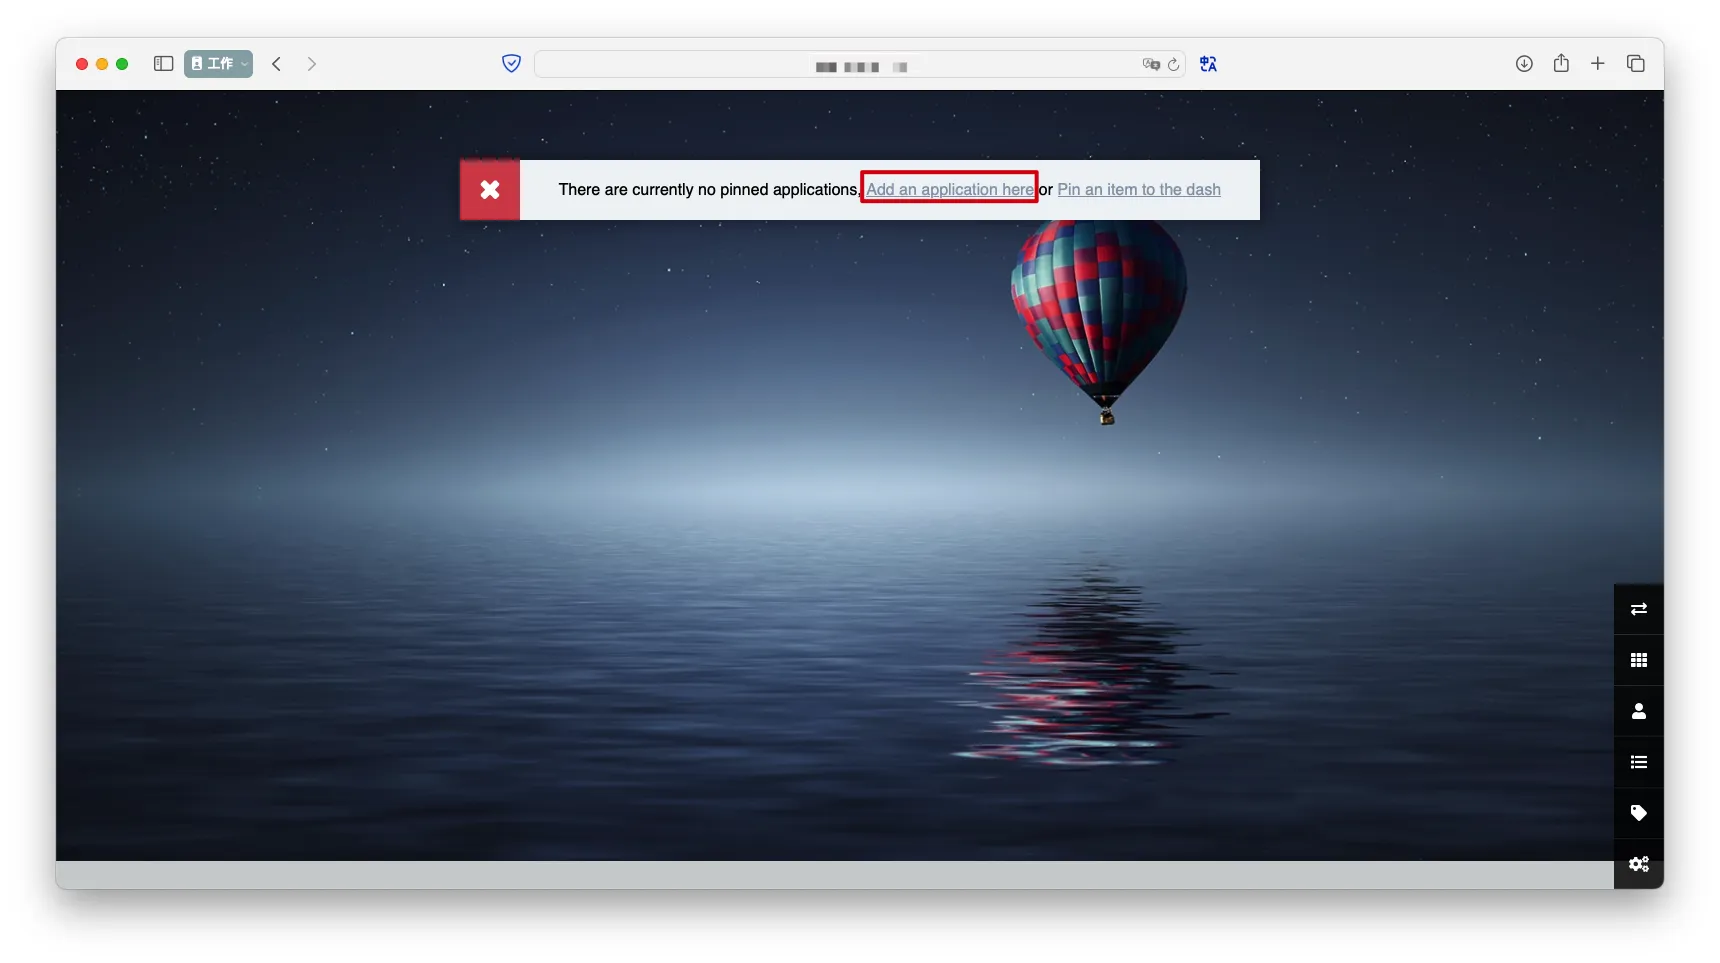 工作
There are currently no pinned applications, Add an application here or Pin an item to the dash